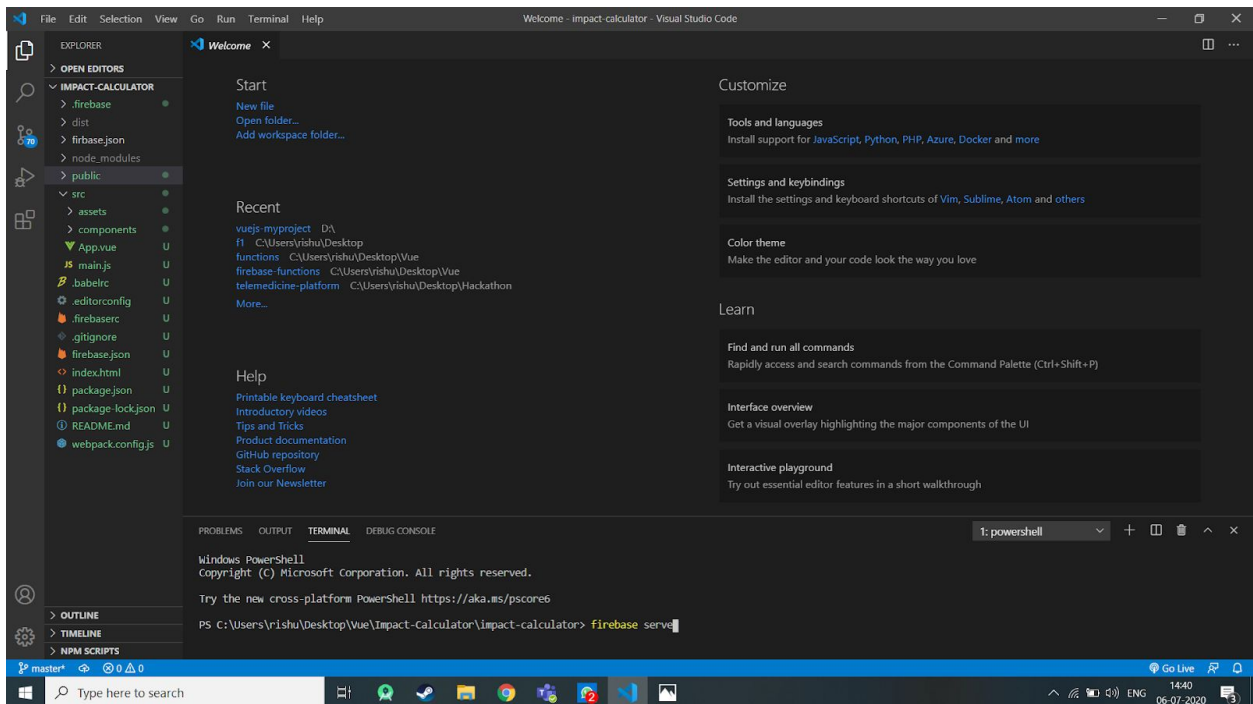 File Edit Selection View Go Run Terminal Help
Welcome - impact-calculator - Visual Studio Code
EXPLORER
OPEN EDITORS
IMPACT-CALCULATOR
.firebase
dist
firbase.json
node_modules
public
src
assets
components
App.vue U
JS main.js U
.babelrc U
.editorconfig U
.firebaserc U
.gitignore U
firebase.json U
index.html U
{} package.json U
{} package-lock.json U
README.md U
webpack.config.js U
70
OUTLINE
TIMELINE
NPM SCRIPTS
Welcome
Start
New file
Open folder...
Add workspace folder...
Recent
vuejs-myproject D:\
f1 C:\Users\rishu\Desktop
functions C:\Users\rishu\Desktop\Vue
firebase-functions C:\Users\rishu\Desktop\Vue
telemedicine-platform C:\Users\rishu\Desktop\Hackathon
More...
Help
Printable keyboard cheatsheet
Introductory videos
Tips and Tricks
Product documentation
GitHub repository
Stack Overflow
Join our Newsletter
Customize
Tools and languages
Install support for JavaScript, Python, PHP, Azure, Docker and more
Settings and keybindings
Install the settings and keyboard shortcuts of Vim, Sublime, Atom and others
Color theme
Make the editor and your code look the way you love
Learn
Find and run all commands
Rapidly access and search commands from the Command Palette (Ctrl+Shift+P)
Interface overview
Get a visual overlay highlighting the major components of the UI
Interactive playground
Try out essential editor features in a short walkthrough
PROBLEMS OUTPUT TERMINAL DEBUG CONSOLE
1: powershell
Windows PowerShell
Copyright (C) Microsoft Corporation. All rights reserved.
Try the new cross-platform PowerShell https://aka.ms/pscore6
PS C:\Users\rishu\Desktop\Vue\Impact-Calculator\impact-calculator> firebase serve
master* 0 0
Go Live
Type here to search
2
ENG
14:40
06-07-2020
3